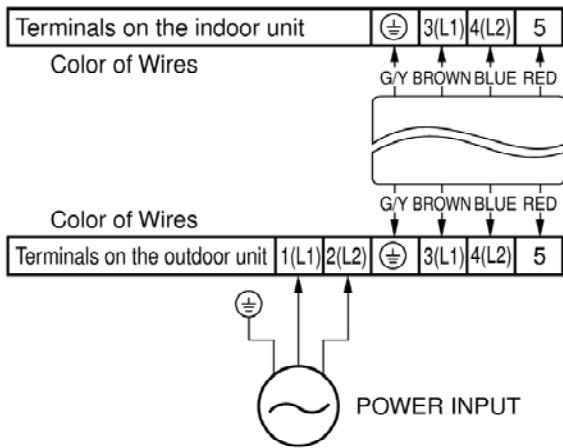 Terminals on the indoor unit 3(L1) 4(L2) 5
Color of Wires
G/Y BROWN BLUE RED
G/Y BROWN BLUE RED
Color of Wires
Terminals on the outdoor unit 1(L1) 2(L2) 3(L1) 4(L2) 5
POWER INPUT